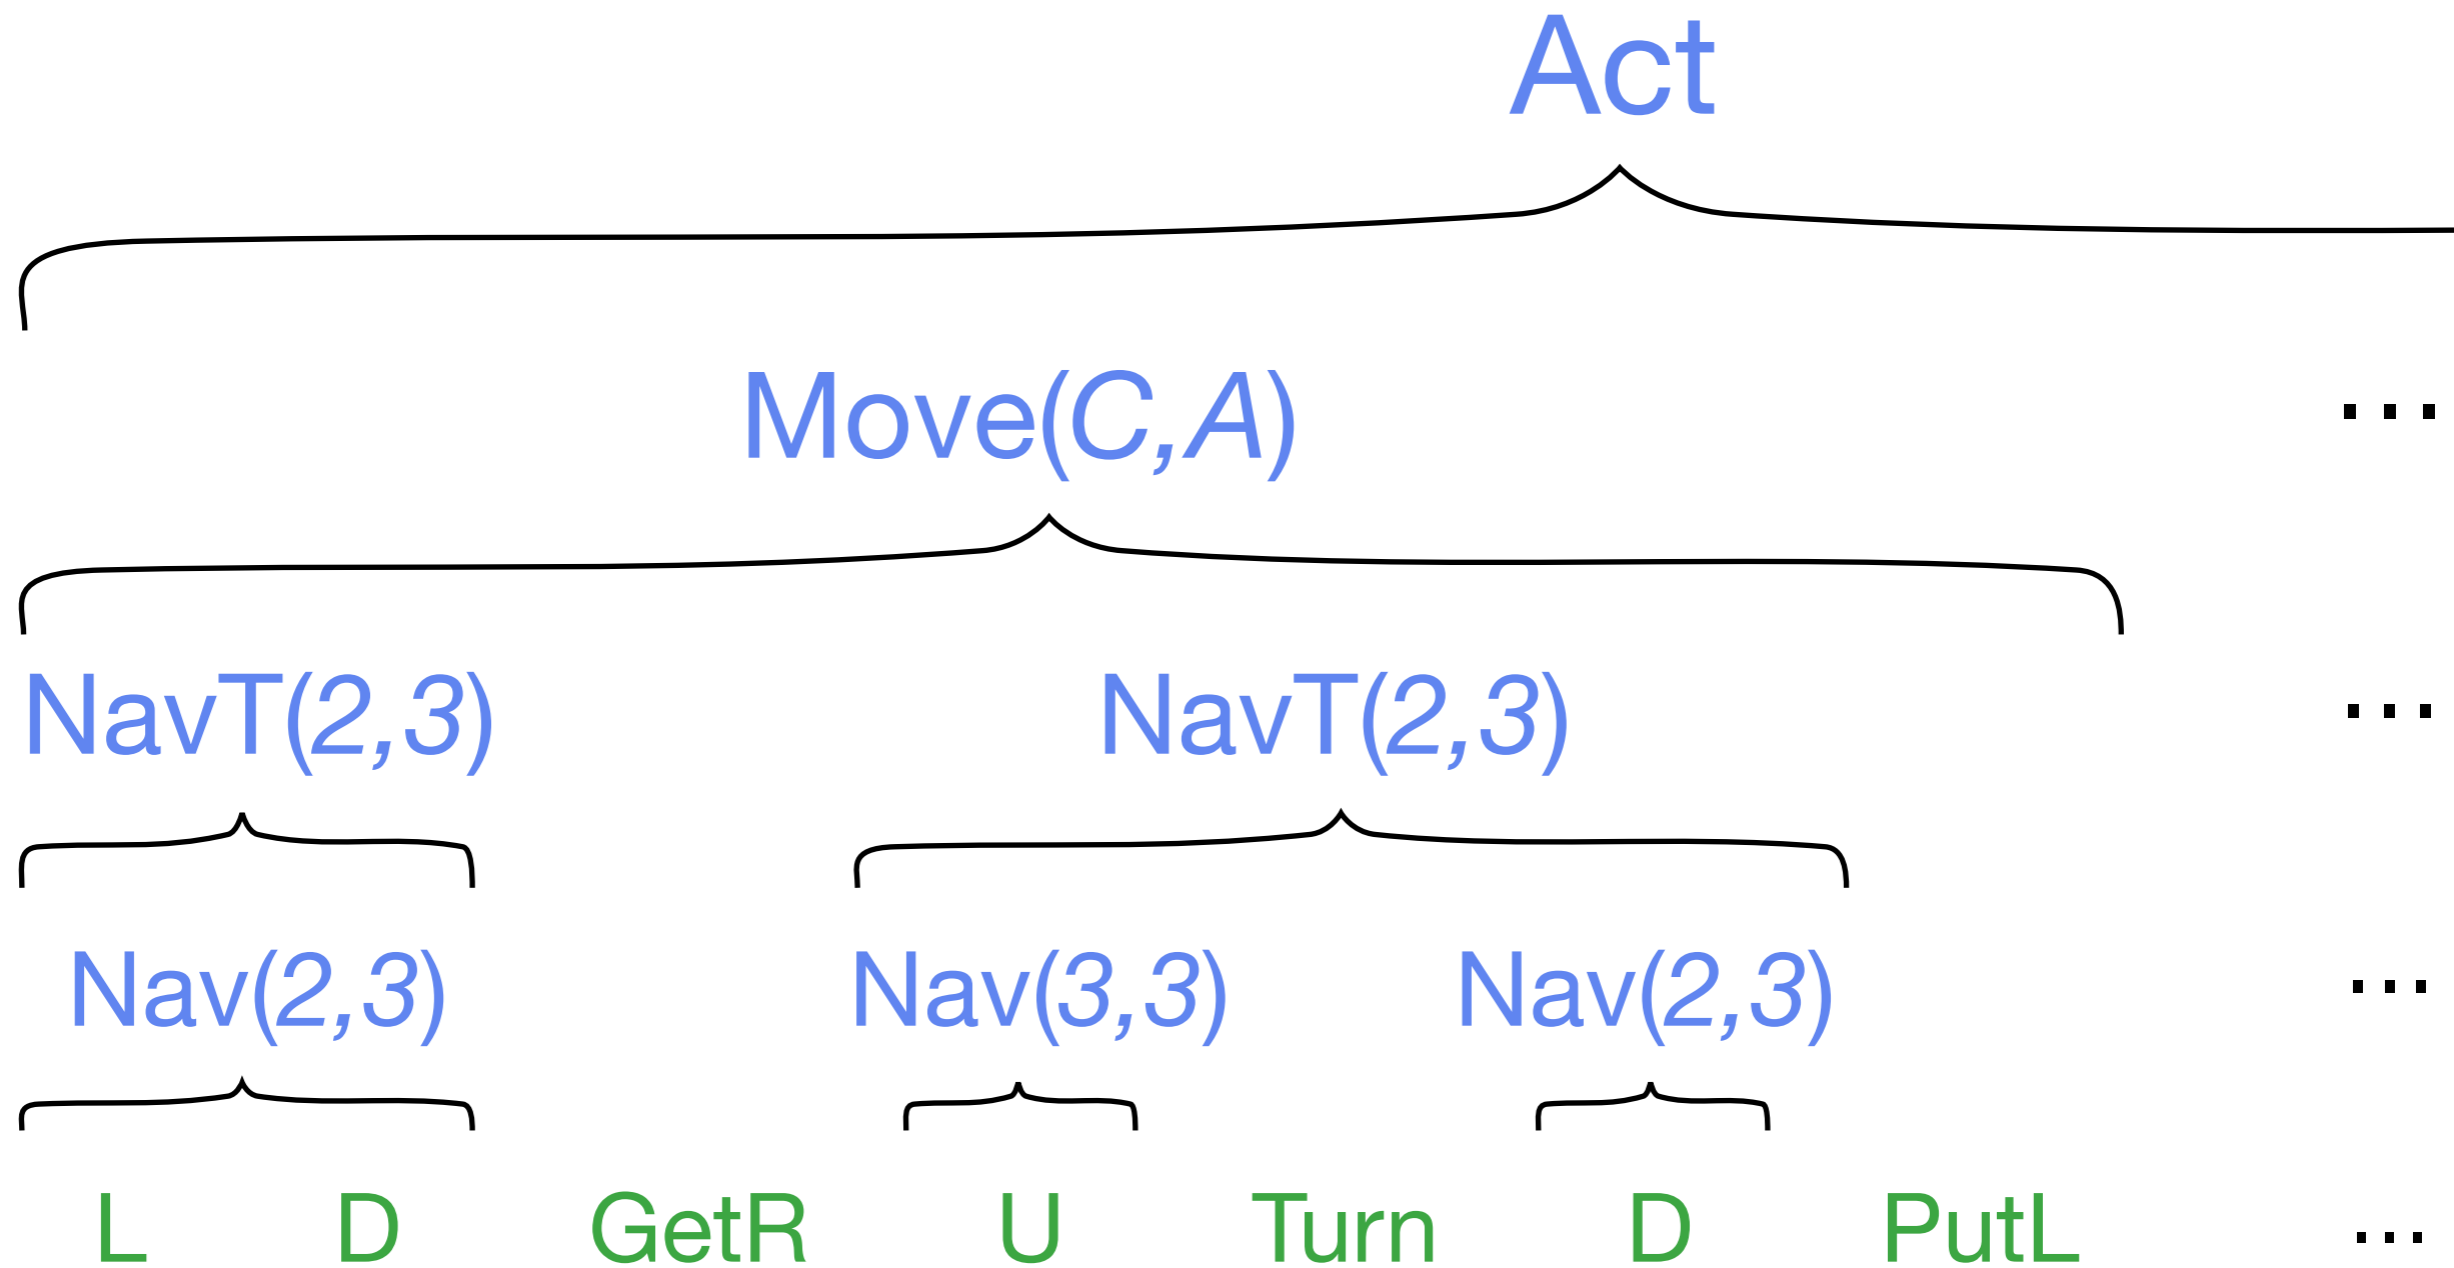 Act
Move(C,A) ...
NavT(2,3) NavT(2,3) ...
Nav(2,3) Nav(3,3) Nav(2,3) ...
L D GetR U Turn D PutL ...